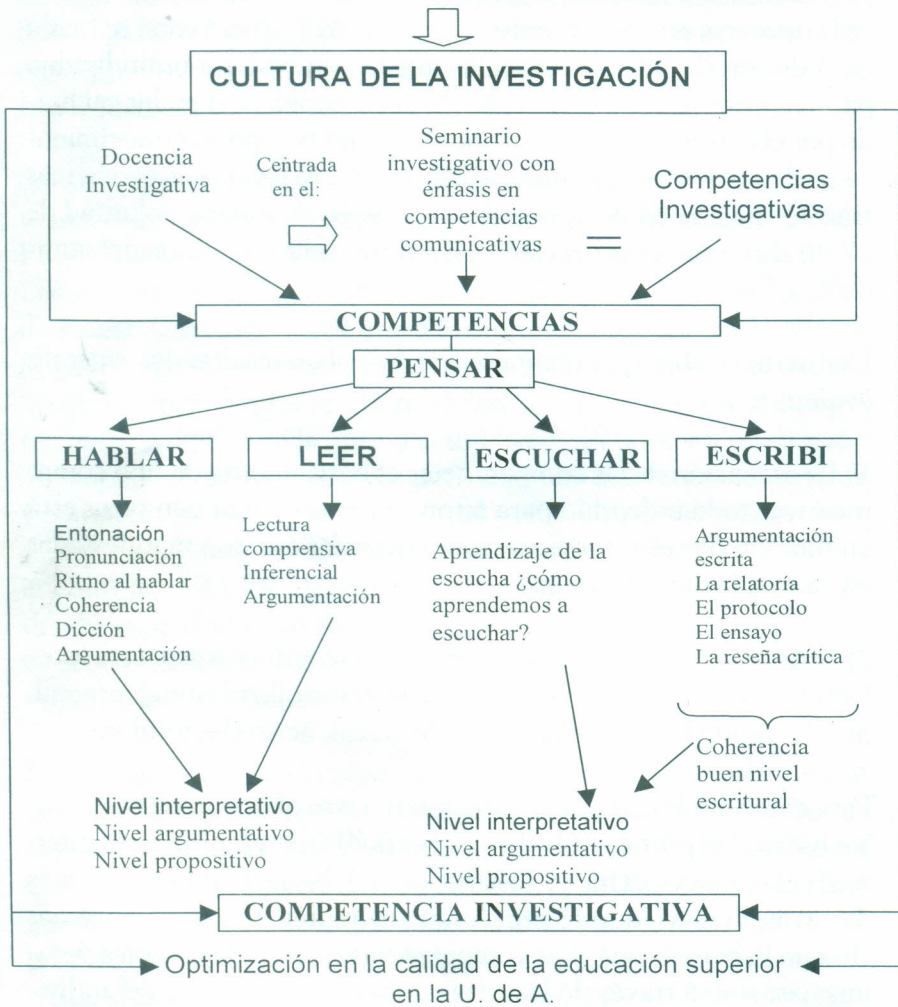 CULTURA DE LA INVESTIGACIÓN
Docencia
Investigativa
Centrada
en el:
Seminario
investigativo con
énfasis en
competencias
comunicativas
=
Competencias
Investigativas
COMPETENCIAS
PENSAR
HABLAR
LEER
ESCUCHAR
ESCRIBI
Entonación
Pronunciación
Ritmo al hablar
Coherencia
Dicción
Argumentación
Lectura
comprensiva
Inferencial
Argumentación
Aprendizaje de la
escucha ¿cómo
aprendemos a
escuchar?
Argumentación
escrita
La relatoría
El protocolo
El ensayo
La reseña crítica
Coherencia
buen nivel
escritural
Nivel interpretativo
Nivel argumentativo
Nivel propositivo
Nivel interpretativo
Nivel argumentativo
Nivel propositivo
COMPETENCIA INVESTIGATIVA
Optimización en la calidad de la educación superior
en la U. de A.